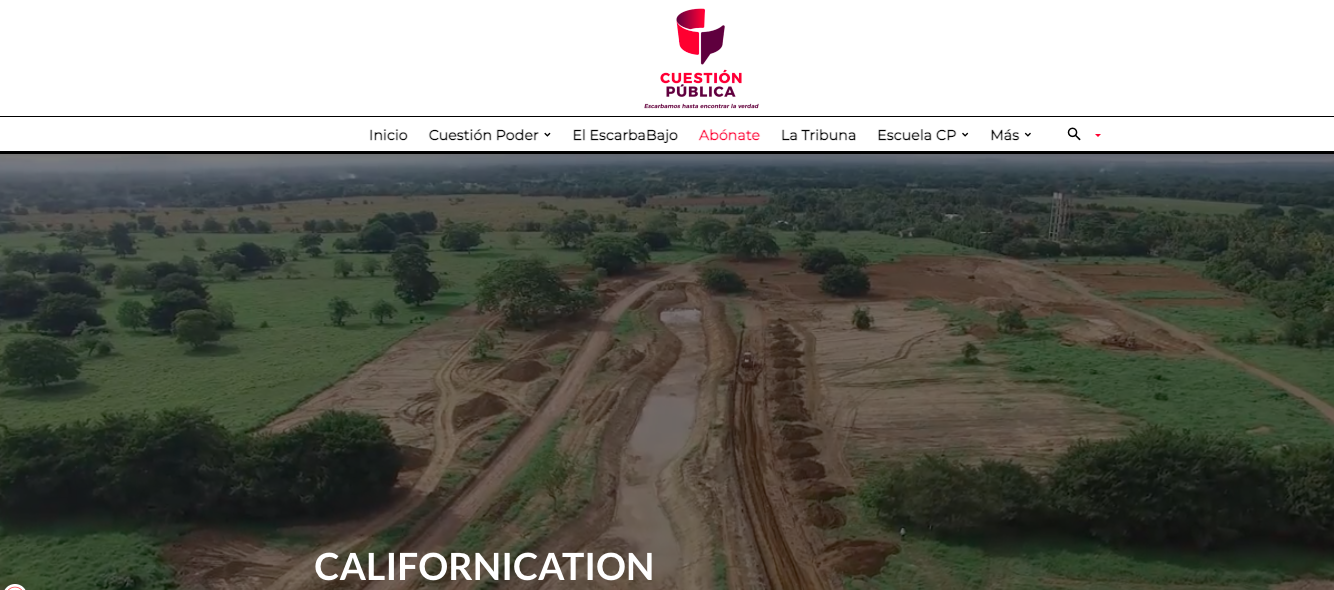 CUESTIÓN
PÚBLICA
Escarbamos hasta encontrar la verdad
Inicio Cuestión Poder El EscarbaBajo Abónate La Tribuna Escuela CP Más
CALIFORNICATION